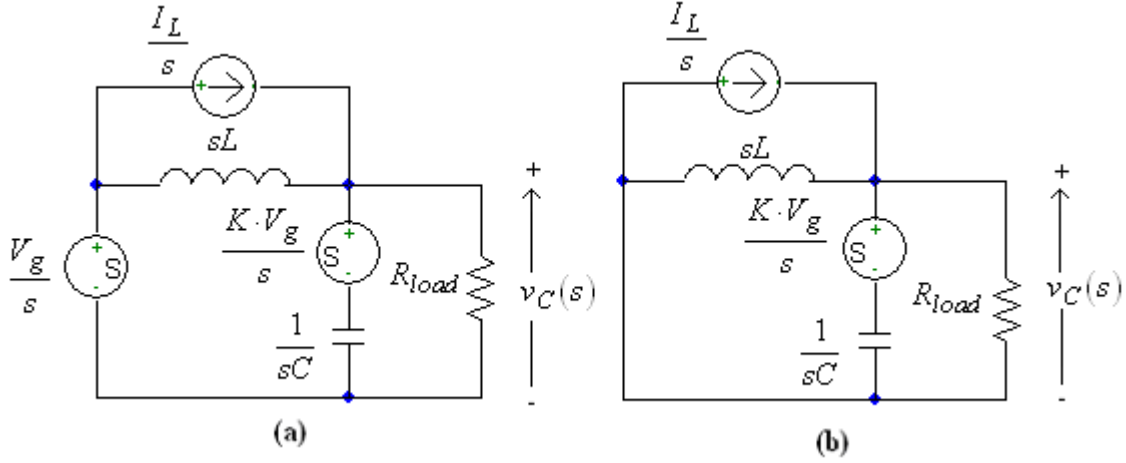 I_L/s
sL
V_g/s
+
S
-
K·V_g/s
+
S
-
1/sC
R_load
+
v_C(s)
-
(a)
I_L/s
sL
K·V_g/s
+
S
-
1/sC
R_load
+
v_C(s)
-
(b)